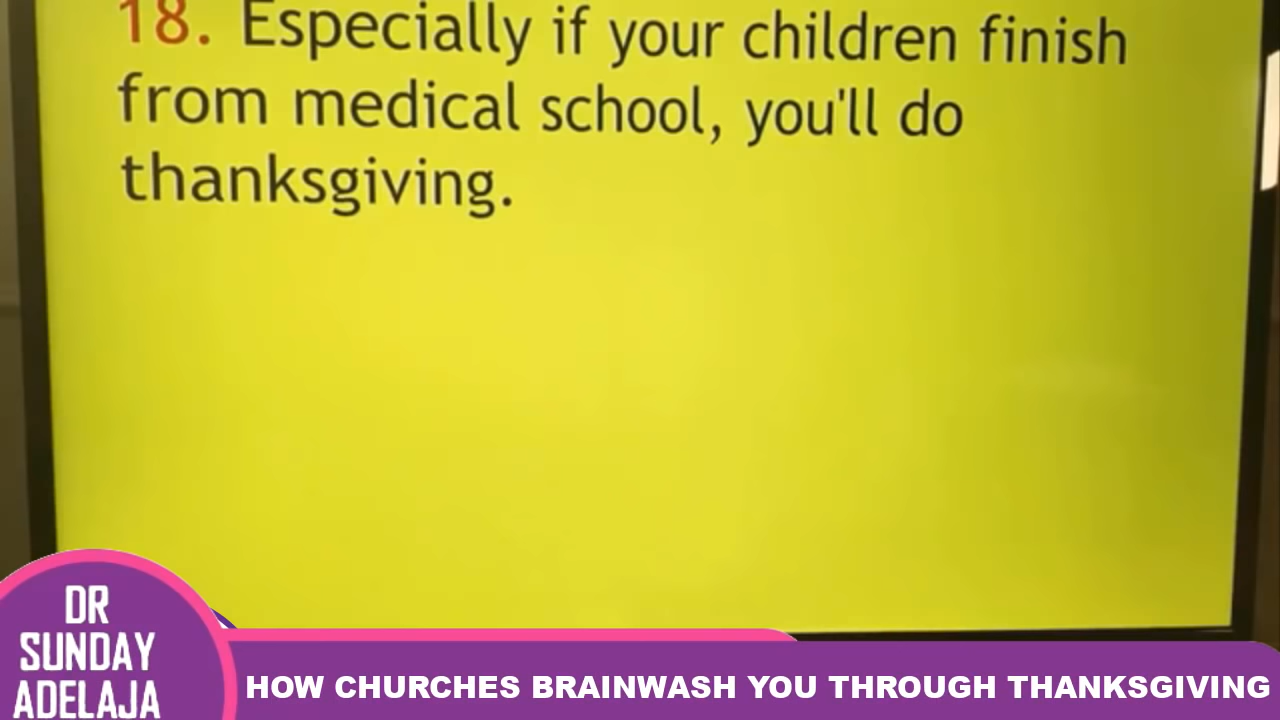 18. Especially if your children finish
from medical school, you'll do
thanksgiving.
DR
SUNDAY
ADELAJA
HOW CHURCHES BRAINWASH YOU THROUGH THANKSGIVING